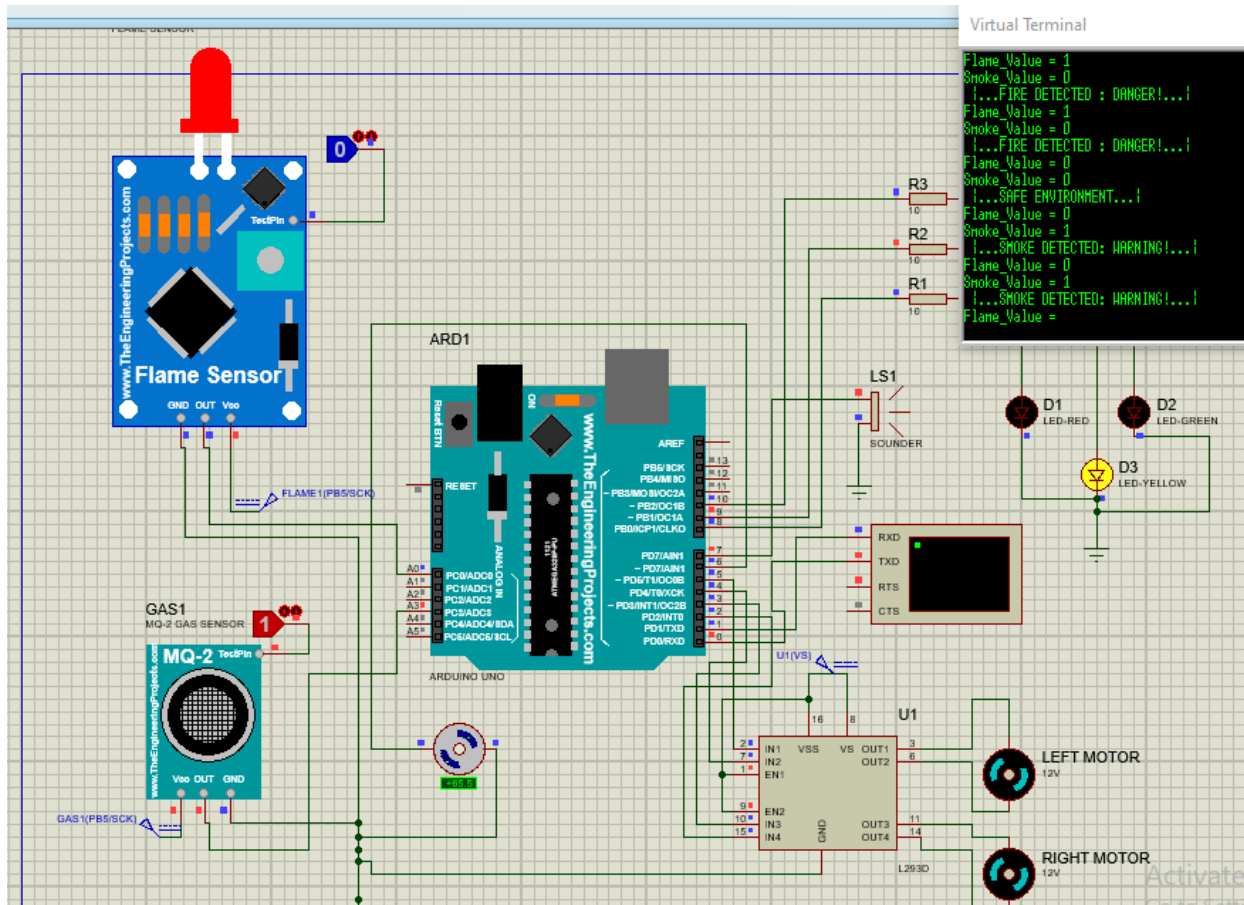 FLAME SENSOR
0
TestPin
www.TheEngineeringProjects.com
Flame Sensor
GND OUT Vcc
FLAME1(PB5/SCK)
GAS1
MQ-2 GAS SENSOR
1
MQ-2
TestPin
www.TheEngineeringProjects.com
Vcc OUT GND
GAS1(PB5/SCK)
ARD1
Reset BTN
ON
www.TheEngineeringProjects.com
RESET
ANALOG IN
1121
ATMEGA328P-PU
A0
A1
A2
A3
A4
A5
PC0/ADC0
PC1/ADC1
PC2/ADC2
PC3/ADC3
PC4/ADC4/SDA
PC5/ADC5/SCL
AREF
PB5/SCK
PB4/MISO
~PB3/MOSI/OC2A
~PB2/OC1B
~PB1/OC1A
PB0/ICP1/CLKO
PD7/AIN1
PD4/T0/XCK
~PD3/INT1/OC2B
PD2/INT0
PD1/TXD
PD0/RXD
13
12
11
10
9
8
7
6
5
4
3
2
1
0
ARDUINO UNO
R3
10
R2
10
R1
10
LS1
SOUNDER
Virtual Terminal
Flame_Value = 1
Smoke_Value = 0
|...FIRE DETECTED : DANGER!...|
Flame_Value = 1
Smoke_Value = 0
|...FIRE DETECTED : DANGER!...|
Flame_Value = 0
Smoke_Value = 0
|...SAFE ENVIRONMENT...|
Flame_Value = 0
Smoke_Value = 1
|...SMOKE DETECTED: WARNING!...|
Flame_Value = 0
Smoke_Value = 1
|...SMOKE DETECTED: WARNING!...|
Flame_Value =
D1
LED-RED
D2
LED-GREEN
D3
LED-YELLOW
RXD
TXD
RTS
CTS
U1(VS)
U1
16
8
VSS
VS
2
7
1
9
10
15
IN1
IN2
EN1
EN2
IN3
IN4
GND
OUT1
OUT2
OUT3
OUT4
3
6
11
14
L293D
LEFT MOTOR
12V
RIGHT MOTOR
12V
Activate